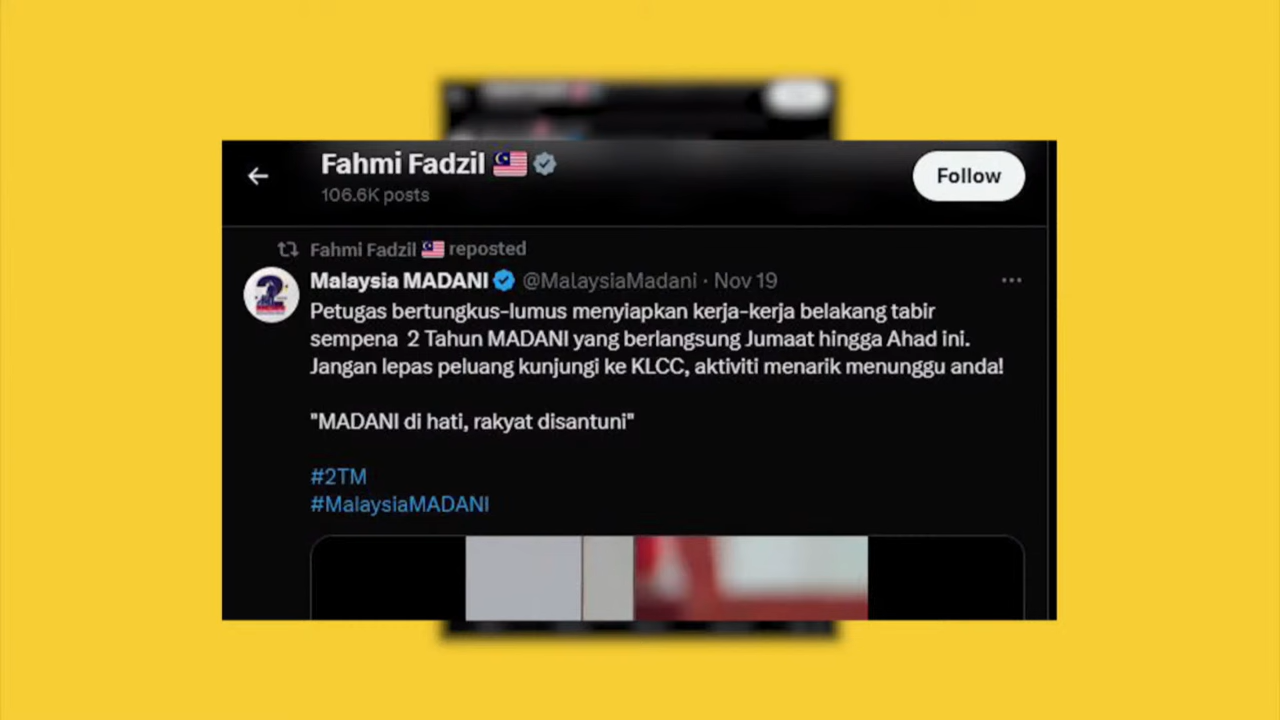 Fahmi Fadzil 🇲🇾
106.6K posts
Follow
Fahmi Fadzil 🇲🇾 reposted
Malaysia MADANI @MalaysiaMadani · Nov 19
Petugas bertungkus-lumus menyiapkan kerja-kerja belakang tabir
sempena 2 Tahun MADANI yang berlangsung Jumaat hingga Ahad ini.
Jangan lepas peluang kunjungi ke KLCC, aktiviti menarik menunggu anda!
"MADANI di hati, rakyat disantuni"
#2TM
#MalaysiaMADANI